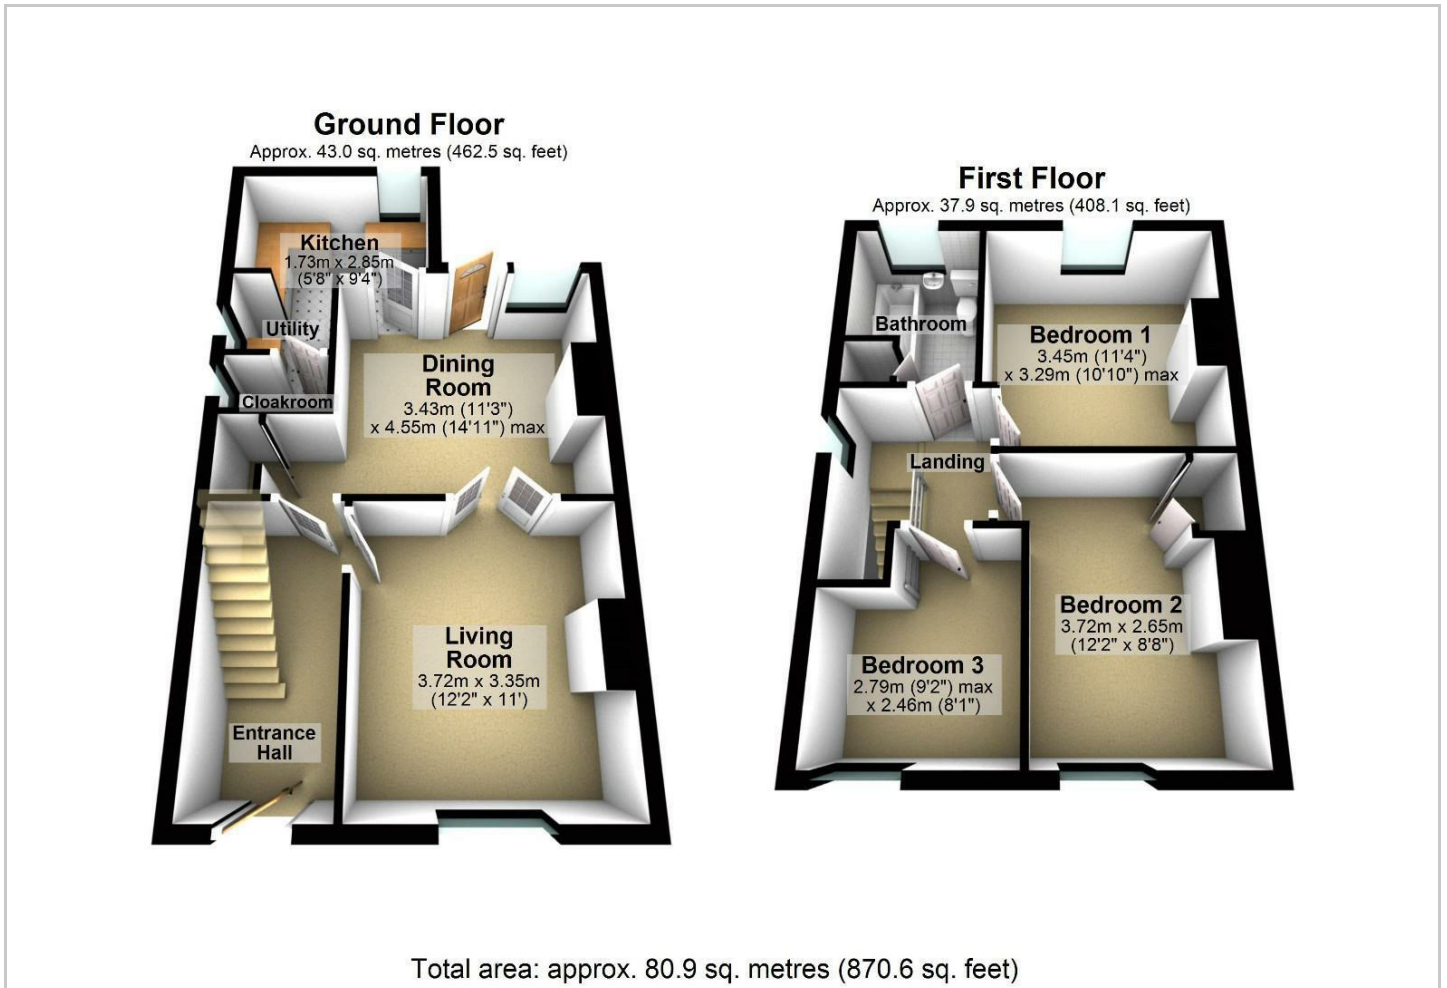 Ground Floor
Approx. 43.0 sq. metres (462.5 sq. feet)
Kitchen
1.73m x 2.85m
(5'8" x 9'4")
Utility
Cloakroom
Dining
Room
3.43m (11'3")
x 4.55m (14'11") max
Living
Room
3.72m x 3.35m
(12'2" x 11')
Entrance
Hall
First Floor
Approx. 37.9 sq. metres (408.1 sq. feet)
Bathroom
Bedroom 1
3.45m (11'4")
x 3.29m (10'10") max
Landing
Bedroom 2
3.72m x 2.65m
(12'2" x 8'8")
Bedroom 3
2.79m (9'2") max
x 2.46m (8'1")
Total area: approx. 80.9 sq. metres (870.6 sq. feet)